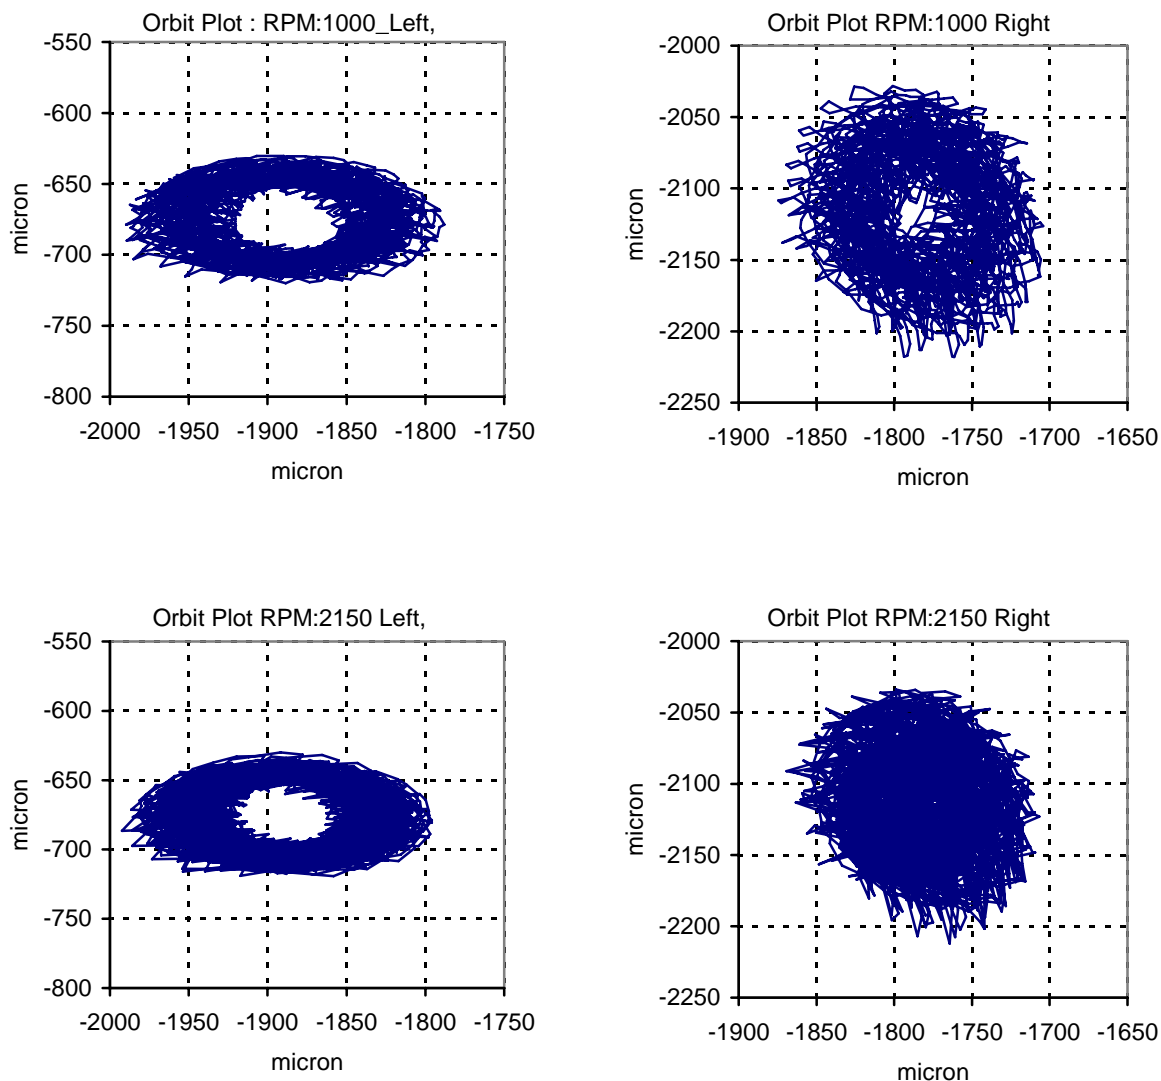 Orbit Plot : RPM:1000_Left,
-550
-600
-650
-700
-750
-800
micron
-2000 -1950 -1900 -1850 -1800 -1750
micron
Orbit Plot RPM:1000 Right
-2000
-2050
-2100
-2150
-2200
-2250
micron
-1900 -1850 -1800 -1750 -1700 -1650
micron
Orbit Plot RPM:2150 Left,
-550
-600
-650
-700
-750
-800
micron
-2000 -1950 -1900 -1850 -1800 -1750
micron
Orbit Plot RPM:2150 Right
-2000
-2050
-2100
-2150
-2200
-2250
micron
-1900 -1850 -1800 -1750 -1700 -1650
micron